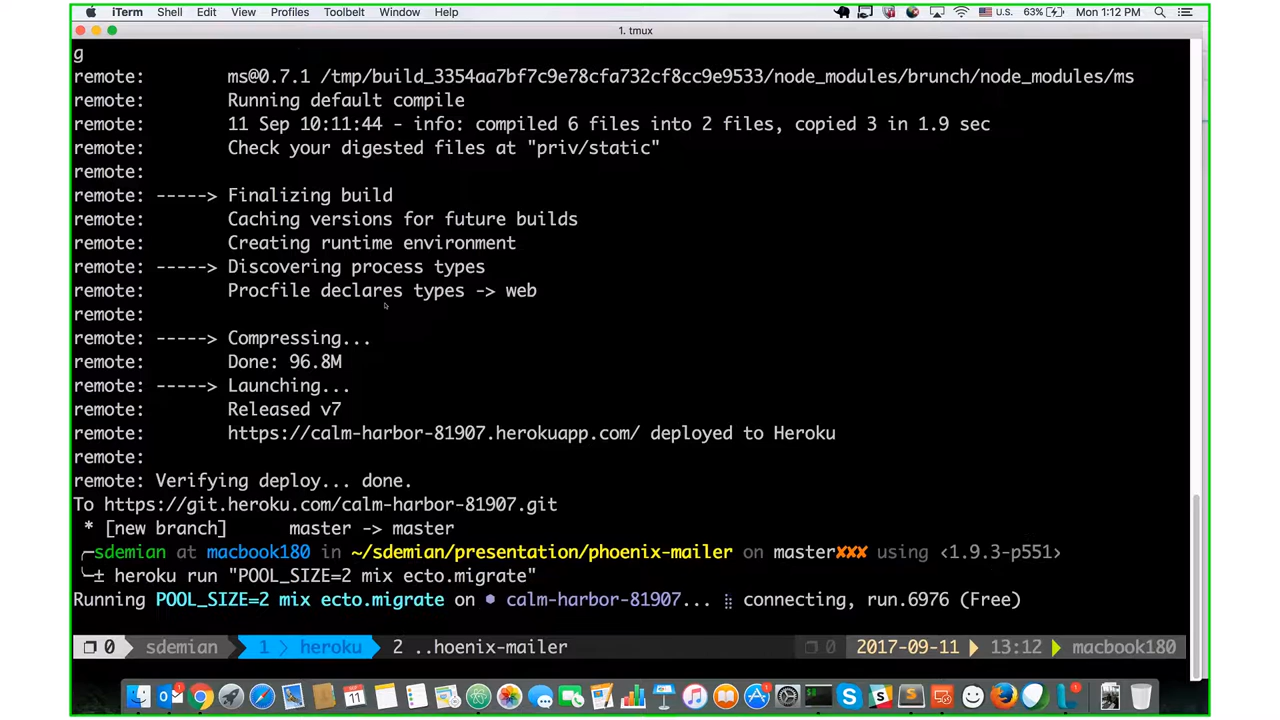 iTerm Shell Edit View Profiles Toolbelt Window Help U.S. 63% Mon 1:12 PM
1. tmux
g
remote: ms@0.7.1 /tmp/build_3354aa7bf7c9e78cfa732cf8cc9e9533/node_modules/brunch/node_modules/ms
remote: Running default compile
remote: 11 Sep 10:11:44 - info: compiled 6 files into 2 files, copied 3 in 1.9 sec
remote: Check your digested files at "priv/static"
remote:
remote: -----> Finalizing build
remote: Caching versions for future builds
remote: Creating runtime environment
remote: -----> Discovering process types
remote: Procfile declares types -> web
remote:
remote: -----> Compressing...
remote: Done: 96.8M
remote: -----> Launching...
remote: Released v7
remote: https://calm-harbor-81907.herokuapp.com/ deployed to Heroku
remote:
remote: Verifying deploy... done.
To https://git.heroku.com/calm-harbor-81907.git
* [new branch] master -> master
sdemian at macbook180 in ~/sdemian/presentation/phoenix-mailer on master✘✘✘ using ‹1.9.3-p551›
± heroku run "POOL_SIZE=2 mix ecto.migrate"
Running POOL_SIZE=2 mix ecto.migrate on ⬢ calm-harbor-81907... ⣾ connecting, run.6976 (Free)
0 sdemian 1 heroku 2 ..hoenix-mailer 0 2017-09-11 13:12 macbook180